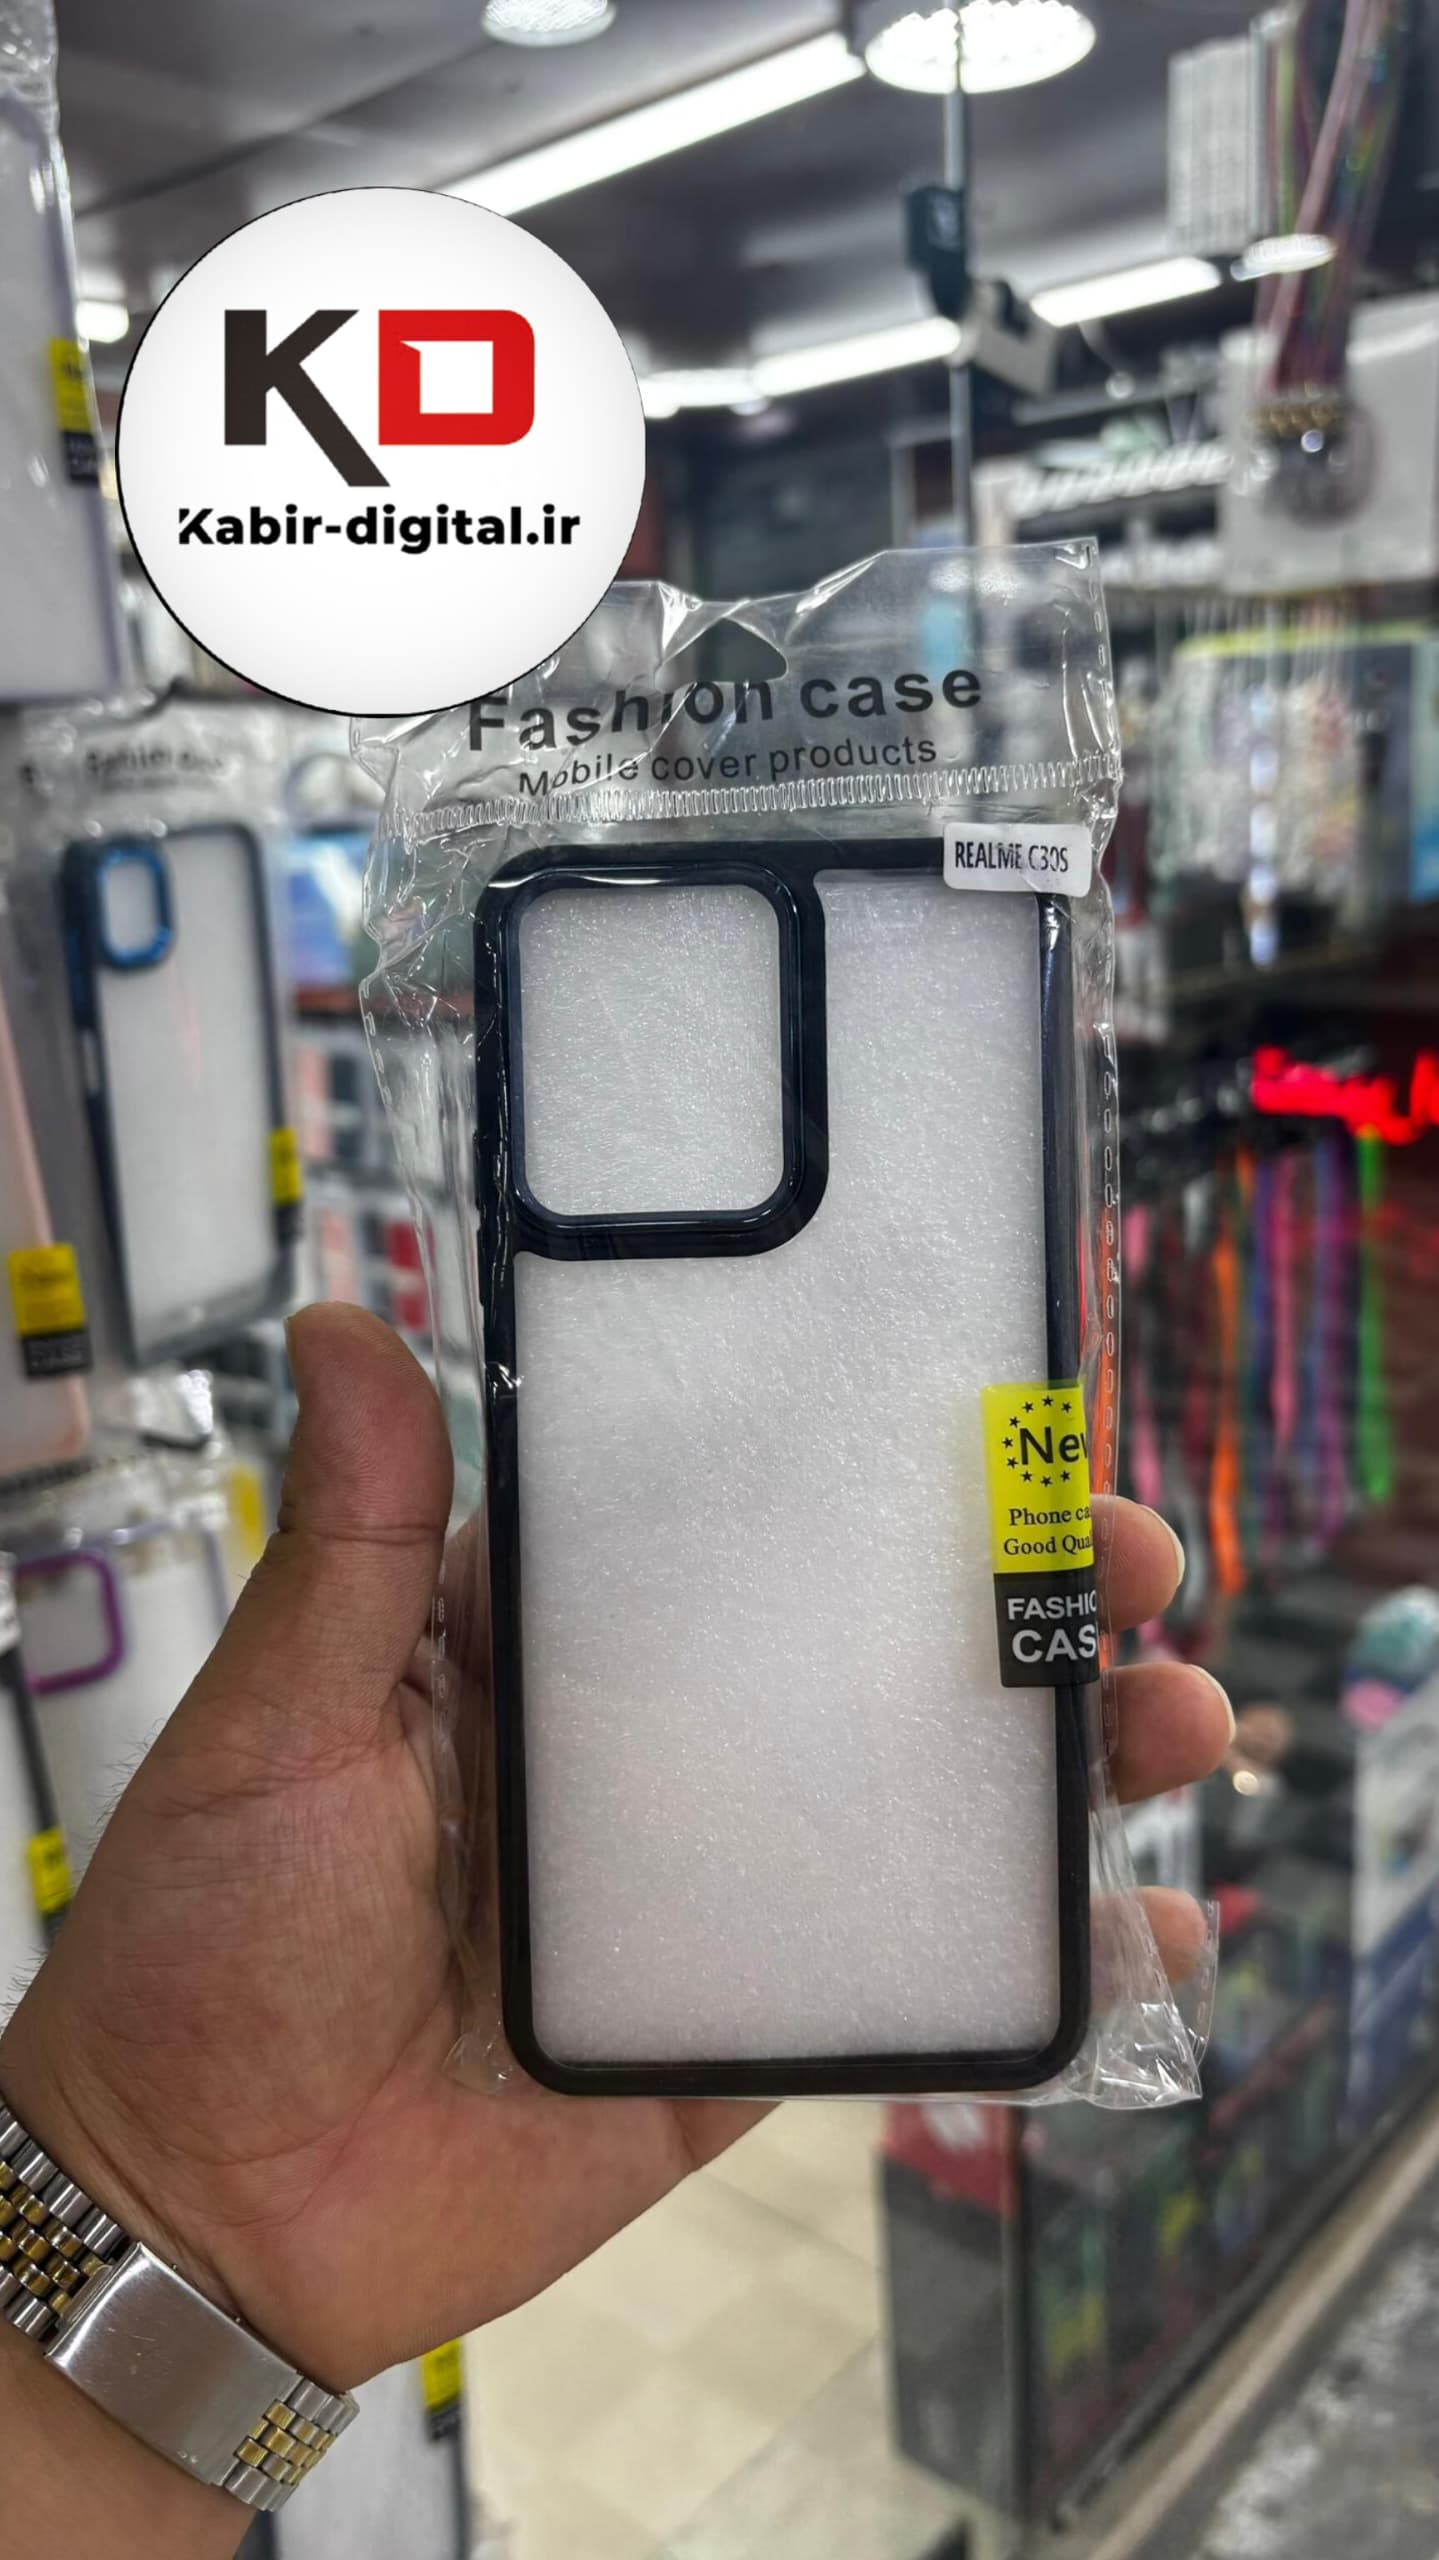 KD
Kabir-digital.ir
Fashion case
Mobile cover products
REALME C30S
New
Phone ca
Good Qua
FASHIO
CAS